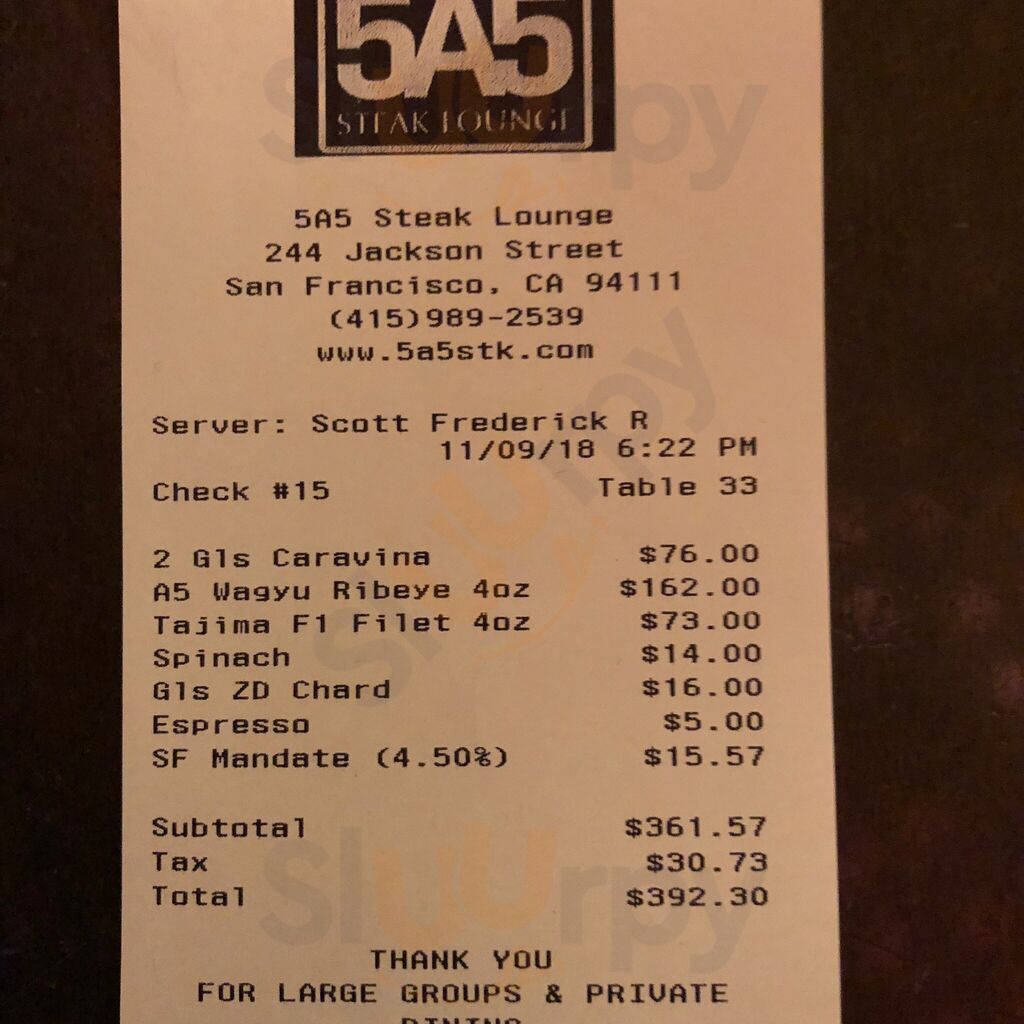 5A5
STEAK LOUNGE
5A5 Steak Lounge
244 Jackson Street
San Francisco, CA 94111
(415)989-2539
www.5a5stk.com
Server: Scott Frederick R
11/09/18 6:22 PM
Check #15 Table 33
2 Gls Caravina $76.00
A5 Wagyu Ribeye 4oz $162.00
Tajima F1 Filet 4oz $73.00
Spinach $14.00
Gls ZD Chard $16.00
Espresso $5.00
SF Mandate (4.50%) $15.57
Subtotal $361.57
Tax $30.73
Total $392.30
THANK YOU
FOR LARGE GROUPS & PRIVATE
DINING
Sluurpy
Sluurpy
Sluurpy